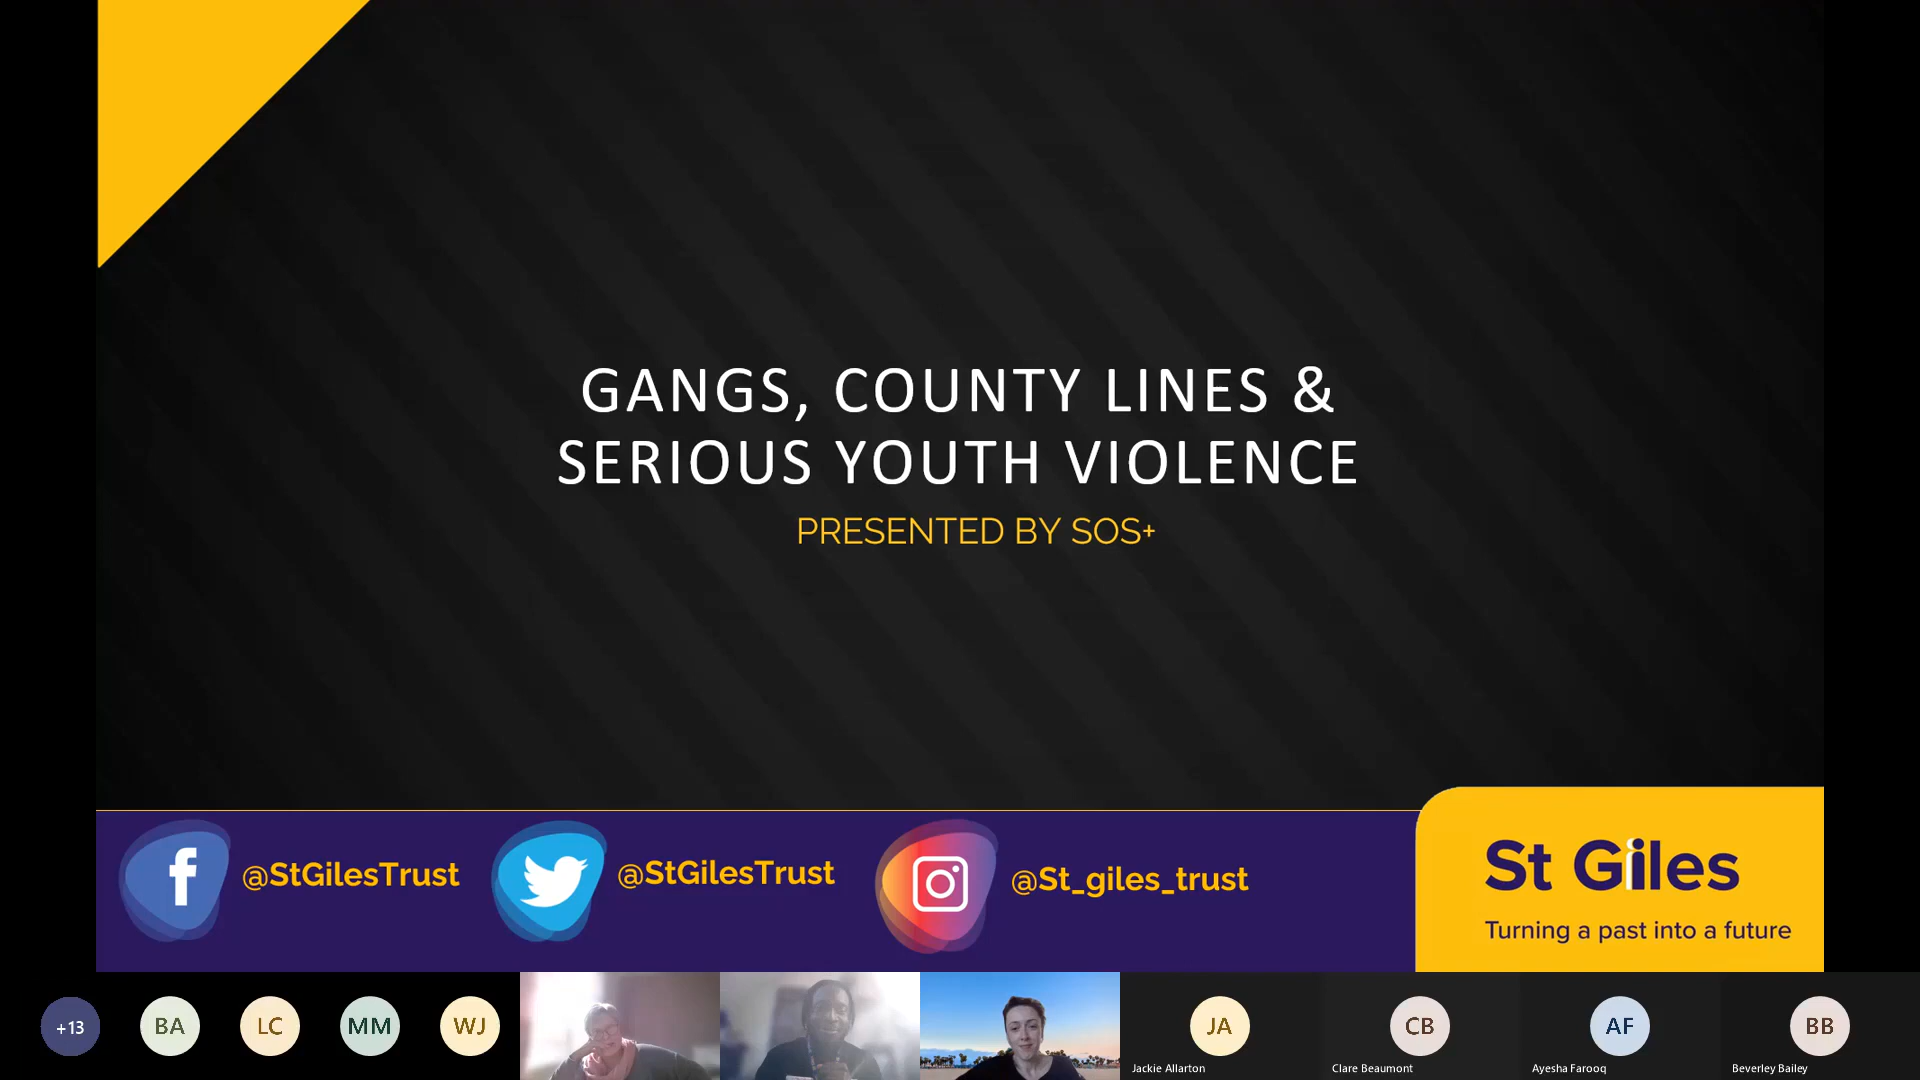 GANGS, COUNTY LINES &
SERIOUS YOUTH VIOLENCE
PRESENTED BY SOS+
@StGilesTrust
@StGilesTrust
@St_giles_trust
St Giles
Turning a past into a future
+13
BA
LC
MM
WJ
JA
Jackie Allarton
CB
Clare Beaumont
AF
Ayesha Farooq
BB
Beverley Bailey